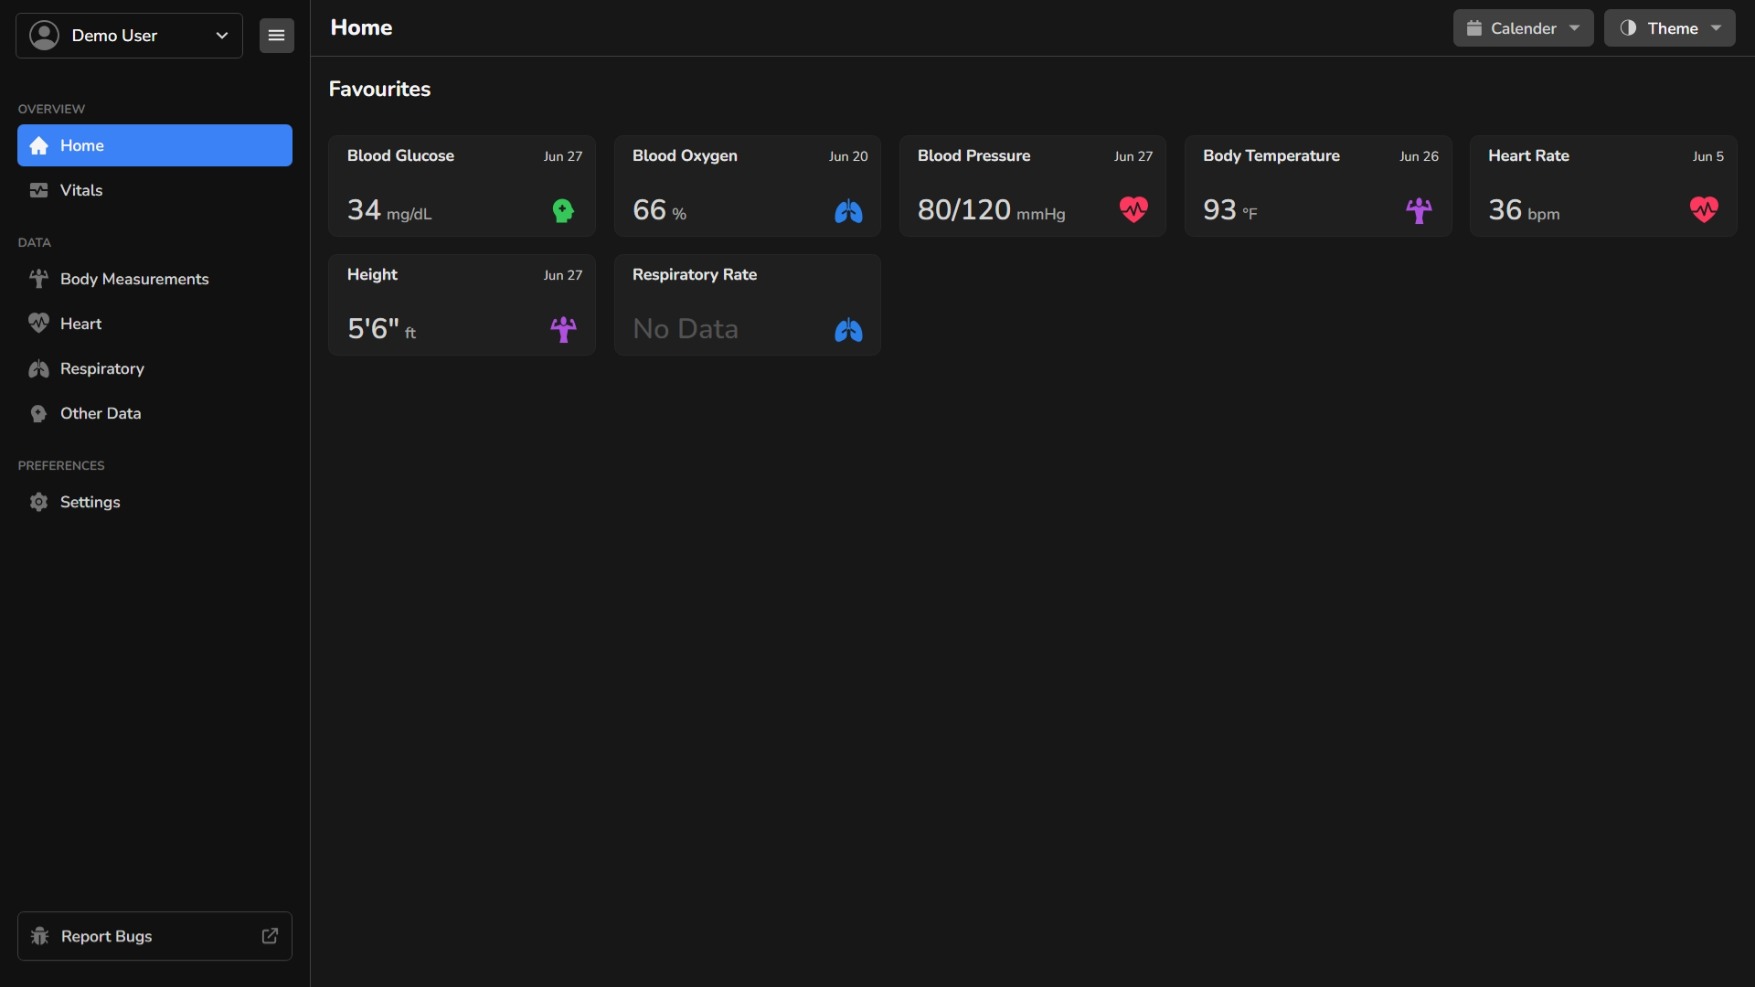 Demo User
OVERVIEW
Home
Vitals
DATA
Body Measurements
Heart
Respiratory
Other Data
PREFERENCES
Settings
Report Bugs
Home
Calender
Theme
Favourites
Blood Glucose Jun 27
34 mg/dL
Blood Oxygen Jun 20
66 %
Blood Pressure Jun 27
80/120 mmHg
Body Temperature Jun 26
93 °F
Heart Rate Jun 5
36 bpm
Height Jun 27
5'6" ft
Respiratory Rate
No Data